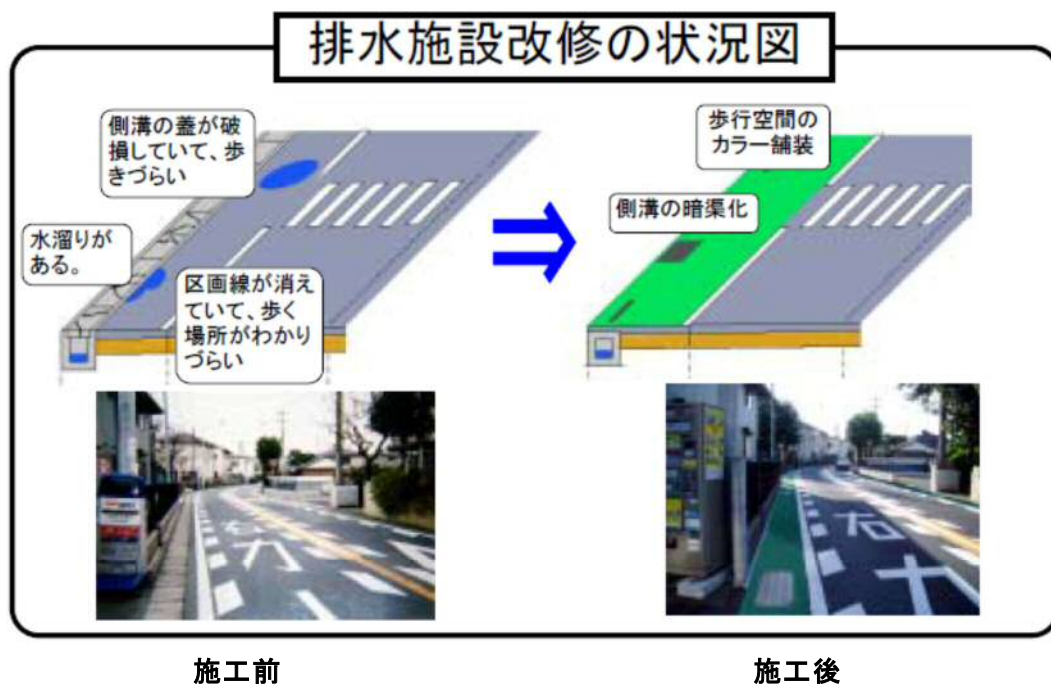 排水施設改修の状況図
側溝の蓋が破
損していて、歩
きづらい
水溜りが
ある。
区画線が消え
ていて、歩く
場所がわかり
づらい
歩行空間の
カラー舗装
側溝の暗渠化
施工前
施工後